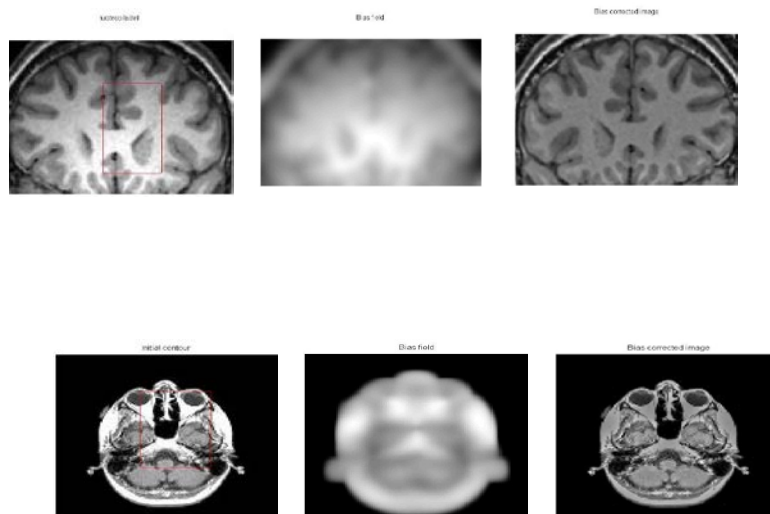 Bias field
Bias corrected image
Initial contour
Bias field
Bias corrected image